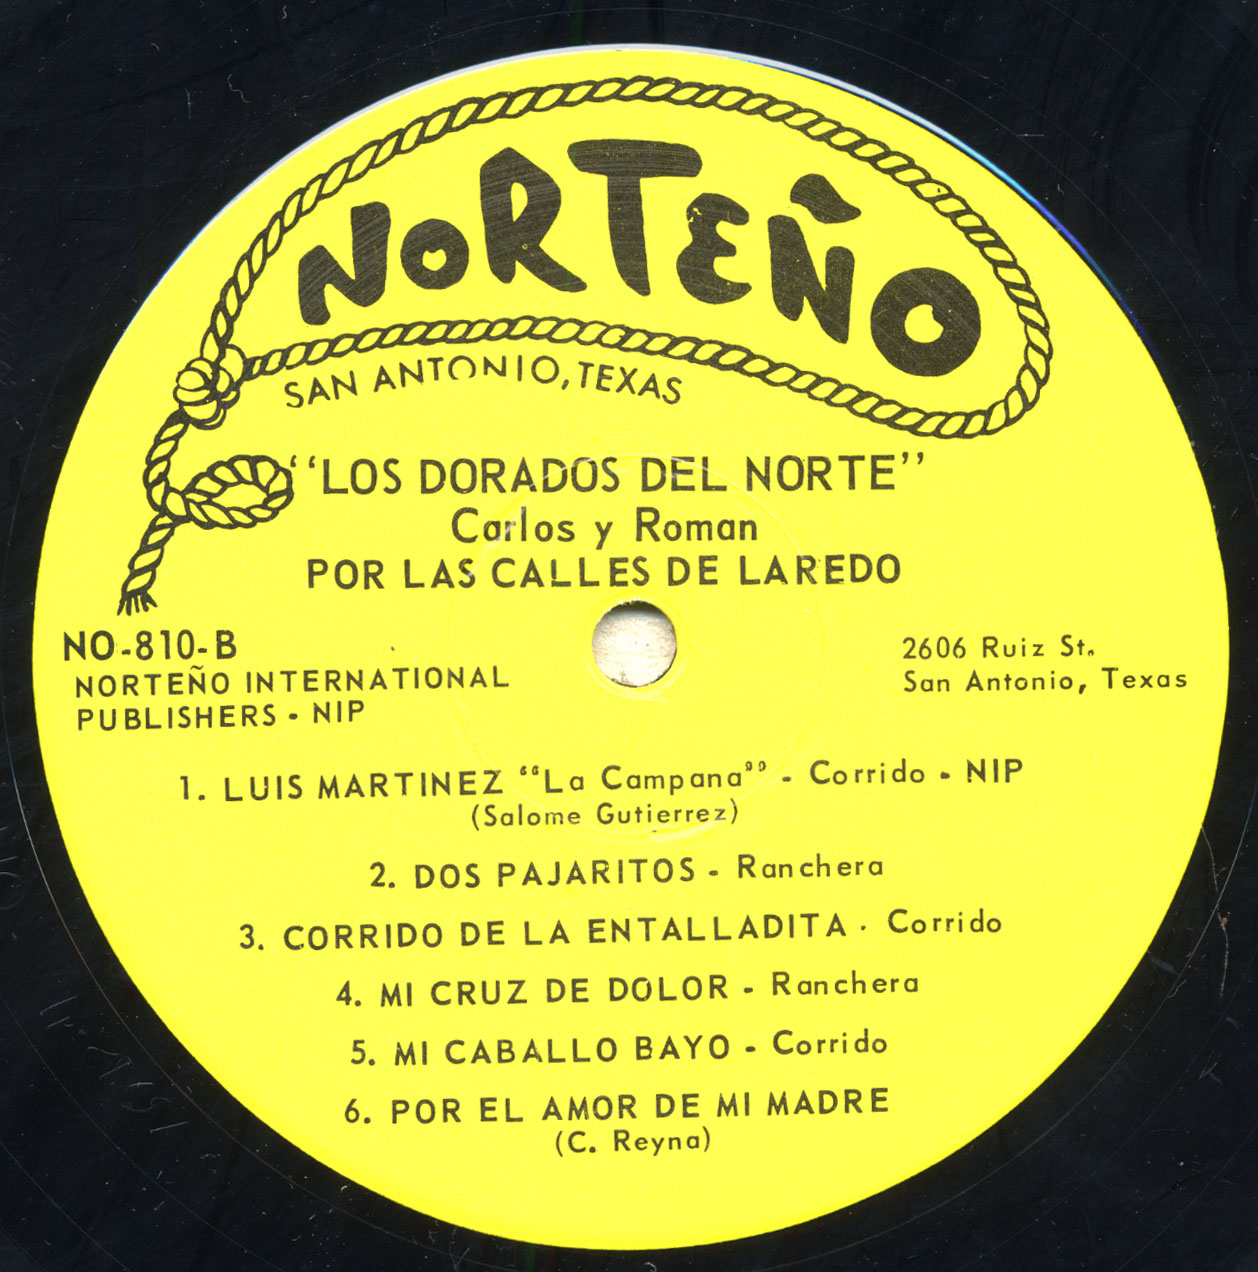 NORTEÑO
SAN ANTONIO, TEXAS
‘‘LOS DORADOS DEL NORTE’’
Carlos y Roman
POR LAS CALLES DE LAREDO
NO-810-B
NORTEÑO INTERNATIONAL
PUBLISHERS - NIP
2606 Ruiz St.
San Antonio, Texas
1. LUIS MARTINEZ “La Campana” - Corrido - NIP
(Salome Gutierrez)
2. DOS PAJARITOS - Ranchera
3. CORRIDO DE LA ENTALLADITA - Corrido
4. MI CRUZ DE DOLOR - Ranchera
5. MI CABALLO BAYO - Corrido
6. POR EL AMOR DE MI MADRE
(C. Reyna)